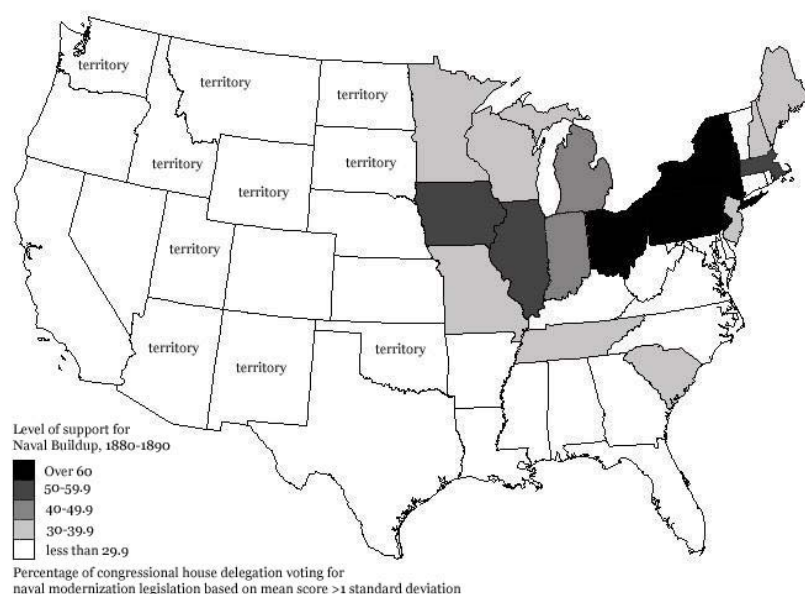 territory
territory
territory
territory
territory
territory
territory
territory
territory
territory
Level of support for
Naval Buildup, 1880-1890
Over 60
50-59.9
40-49.9
30-39.9
less than 29.9
Percentage of congressional house delegation voting for
naval modernization legislation based on mean score >1 standard deviation